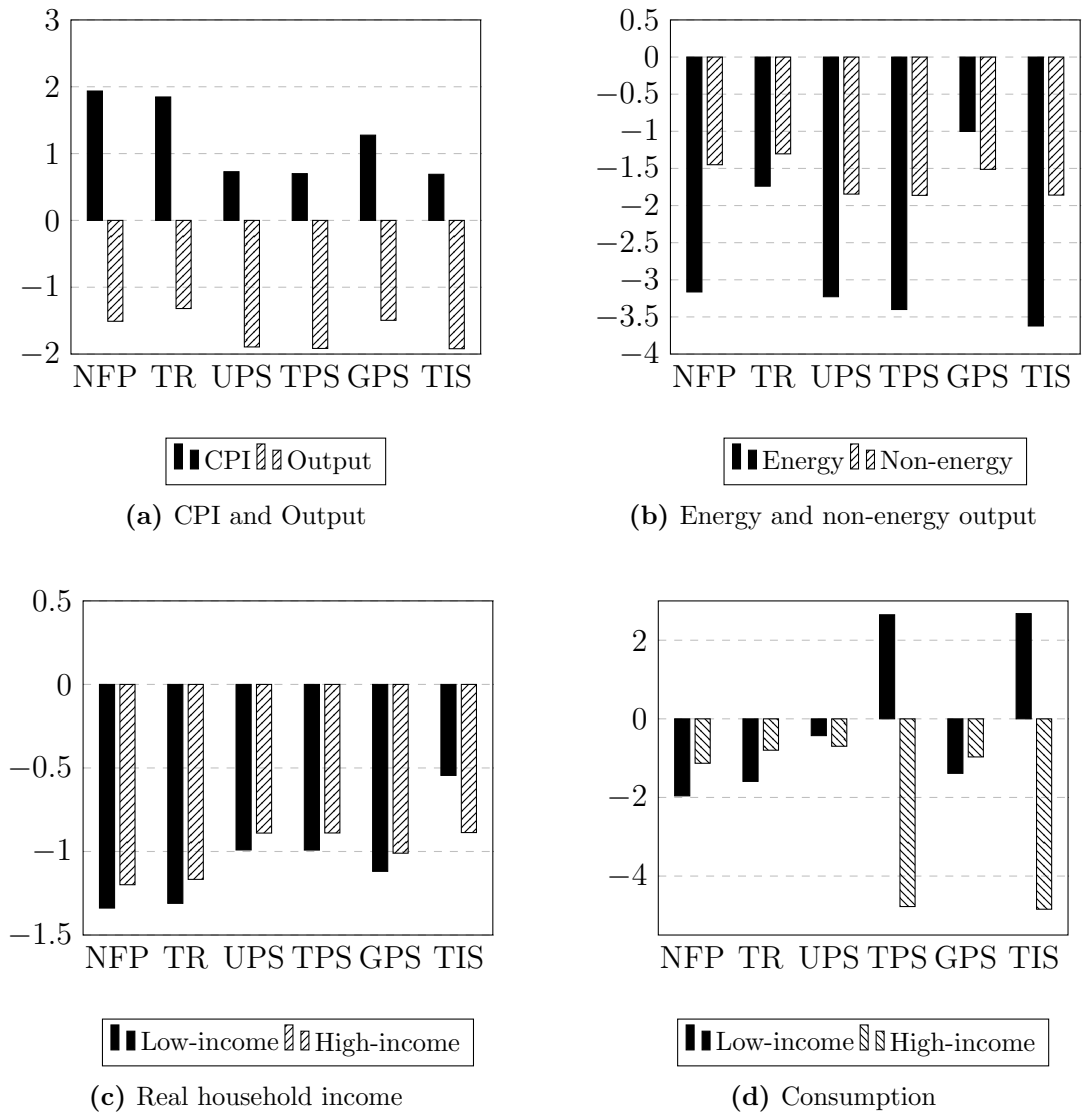 3
2
1
0
−1
−2
NFP TR UPS TPS GPS TIS
CPI Output
(a) CPI and Output
0.5
0
−0.5
−1
−1.5
−2
−2.5
−3
−3.5
−4
NFP TR UPS TPS GPS TIS
Energy Non-energy
(b) Energy and non-energy output
0.5
0
−0.5
−1
−1.5
NFP TR UPS TPS GPS TIS
Low-income High-income
(c) Real household income
2
0
−2
−4
NFP TR UPS TPS GPS TIS
Low-income High-income
(d) Consumption